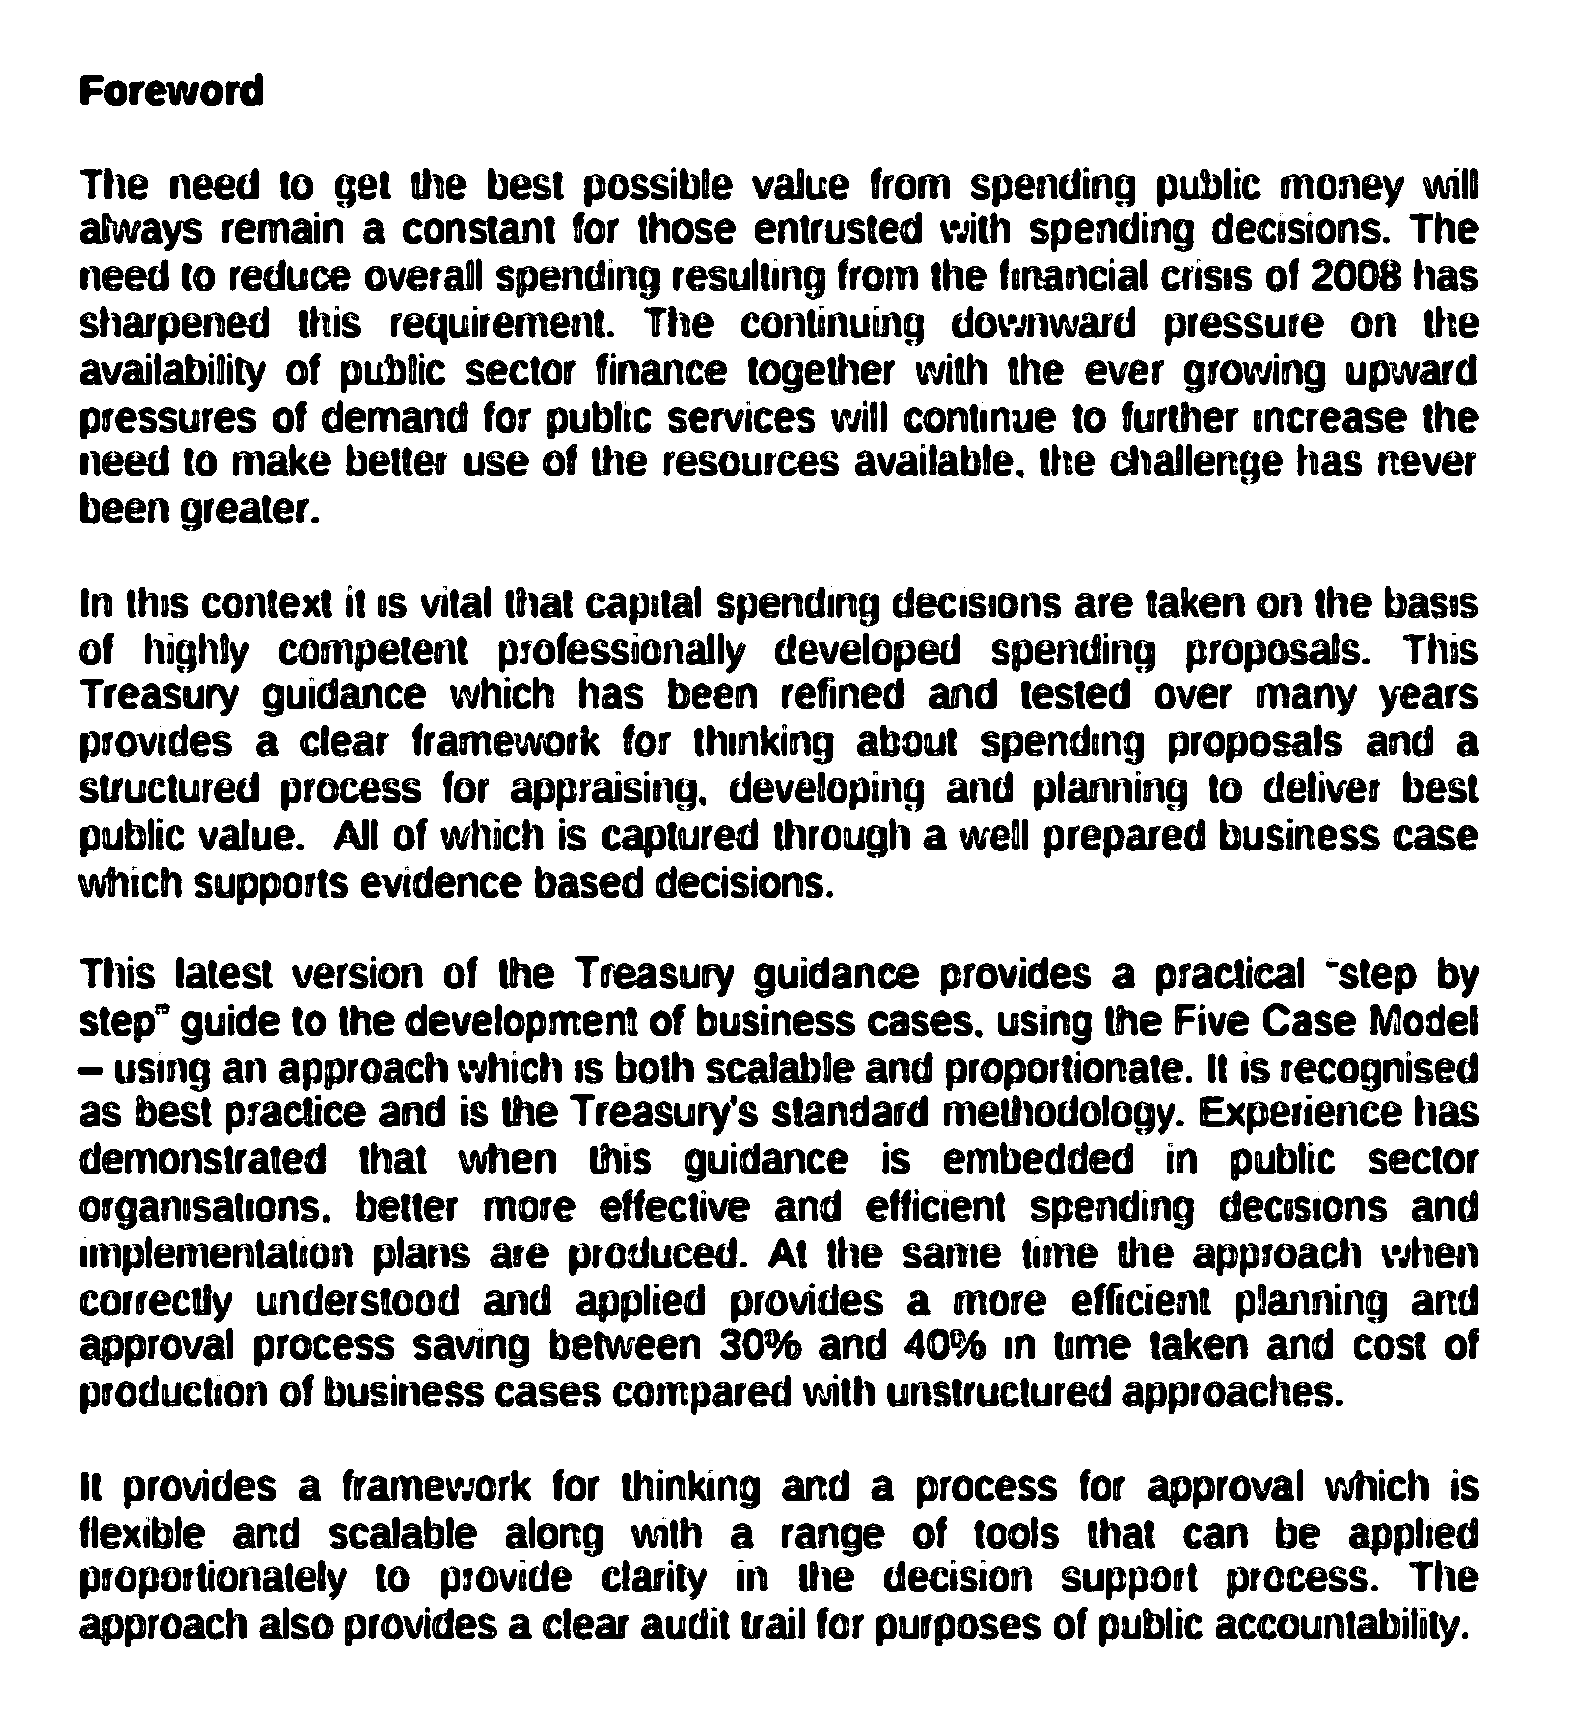 Foreword
The need to get the best possible value from spending public money will
always remain a constant for those entrusted with spending decisions. The
need to reduce overall spending resulting from the financial crisis of 2008 has
sharpened this requirement. The continuing downward pressure on the
availability of public sector finance together with the ever growing upward
pressures of demand for public services will continue to further increase the
need to make better use of the resources available, the challenge has never
been greater.
In this context it is vital that capital spending decisions are taken on the basis
of highly competent professionally developed spending proposals. This
Treasury guidance which has been refined and tested over many years
provides a clear framework for thinking about spending proposals and a
structured process for appraising, developing and planning to deliver best
public value. All of which is captured through a well prepared business case
which supports evidence based decisions.
This latest version of the Treasury guidance provides a practical "step by
step" guide to the development of business cases, using the Five Case Model
– using an approach which is both scalable and proportionate. It is recognised
as best practice and is the Treasury's standard methodology. Experience has
demonstrated that when this guidance is embedded in public sector
organisations, better more effective and efficient spending decisions and
implementation plans are produced. At the same time the approach when
correctly understood and applied provides a more efficient planning and
approval process saving between 30% and 40% in time taken and cost of
production of business cases compared with unstructured approaches.
It provides a framework for thinking and a process for approval which is
flexible and scalable along with a range of tools that can be applied
proportionately to provide clarity in the decision support process. The
approach also provides a clear audit trail for purposes of public accountability.